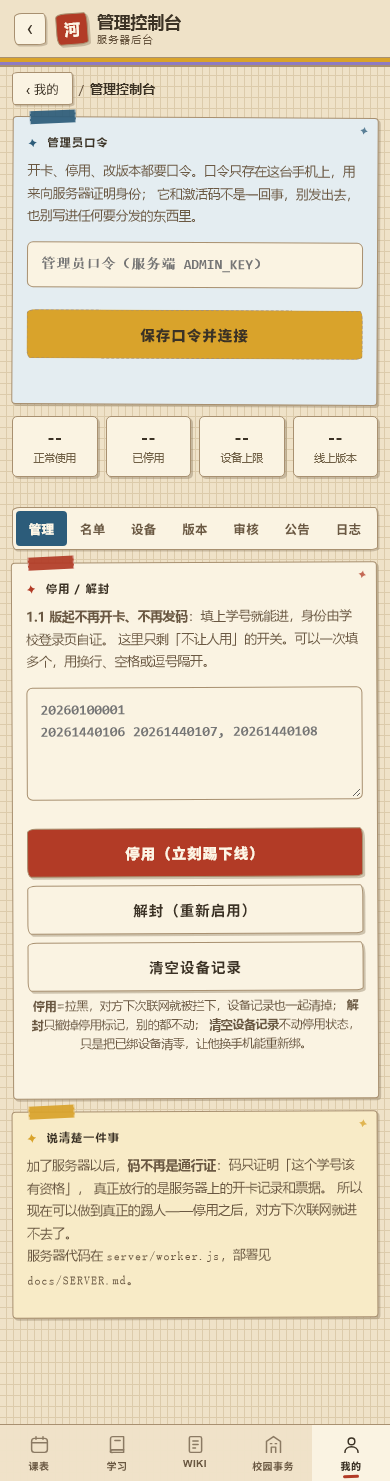 ‹ 河 管理控制台
服务器后台
‹ 我的 / 管理控制台
✦ 管理员口令
开卡、停用、改版本都要口令。口令只存在这台手机上，用
来向服务器证明身份； 它和激活码不是一回事，别发出去，
也别写进任何要分发的东西里。
管理员口令（服务端 ADMIN_KEY）
保存口令并连接
-- -- -- --
正常使用 已停用 设备上限 线上版本
管理 名单 设备 版本 审核 公告 日志
✦ 停用 / 解封
1.1 版起不再开卡、不再发码：填上学号就能进，身份由学
校登录页自证。 这里只剩「不让人用」的开关。可以一次填
多个，用换行、空格或逗号隔开。
20260100001
20261440106 20261440107, 20261440108
停用（立刻踢下线）
解封（重新启用）
清空设备记录
停用=拉黑，对方下次联网就被拦下，设备记录也一起清掉； 解
封只撤掉停用标记，别的都不动； 清空设备记录不动停用状态，
只是把已绑设备清零，让他换手机能重新绑。
✦ 说清楚一件事
加了服务器以后，码不再是通行证：码只证明「这个学号该
有资格」， 真正放行的是服务器上的开卡记录和票据。 所以
现在可以做到真正的踢人——停用之后，对方下次联网就进
不去了。
服务器代码在 server/worker.js，部署见
docs/SERVER.md。
课表 学习 WIKI 校园事务 我的